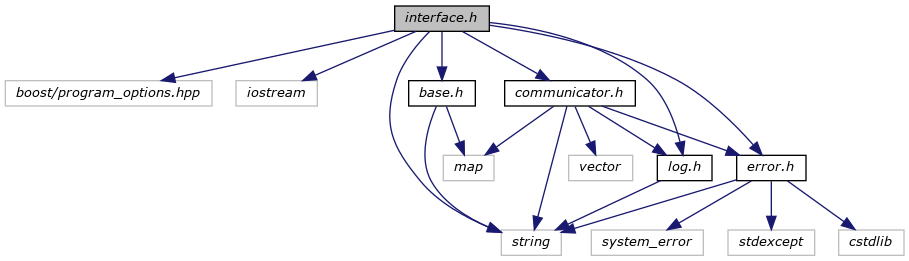 interface.h
boost/program_options.hpp
iostream
base.h
communicator.h
map
vector
log.h
error.h
string
system_error
stdexcept
cstdlib